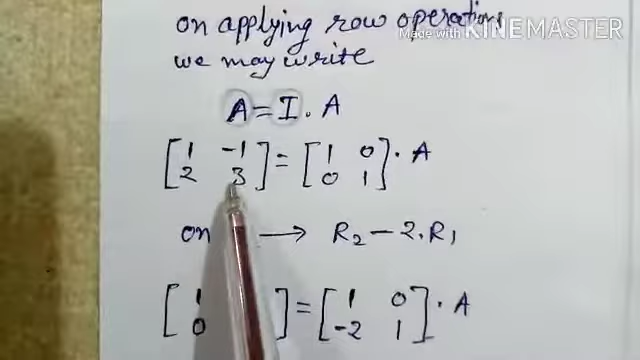 on applying row operations
Made with KINEMASTER
we may write
A = I . A
[ 1 -1 ] = [ 1 0 ] . A
[ 2 3 ] [ 0 1 ]
on → R₂ - 2.R₁
[ 1 ] = [ 1 0 ] . A
[ 0 ] [ -2 1 ]